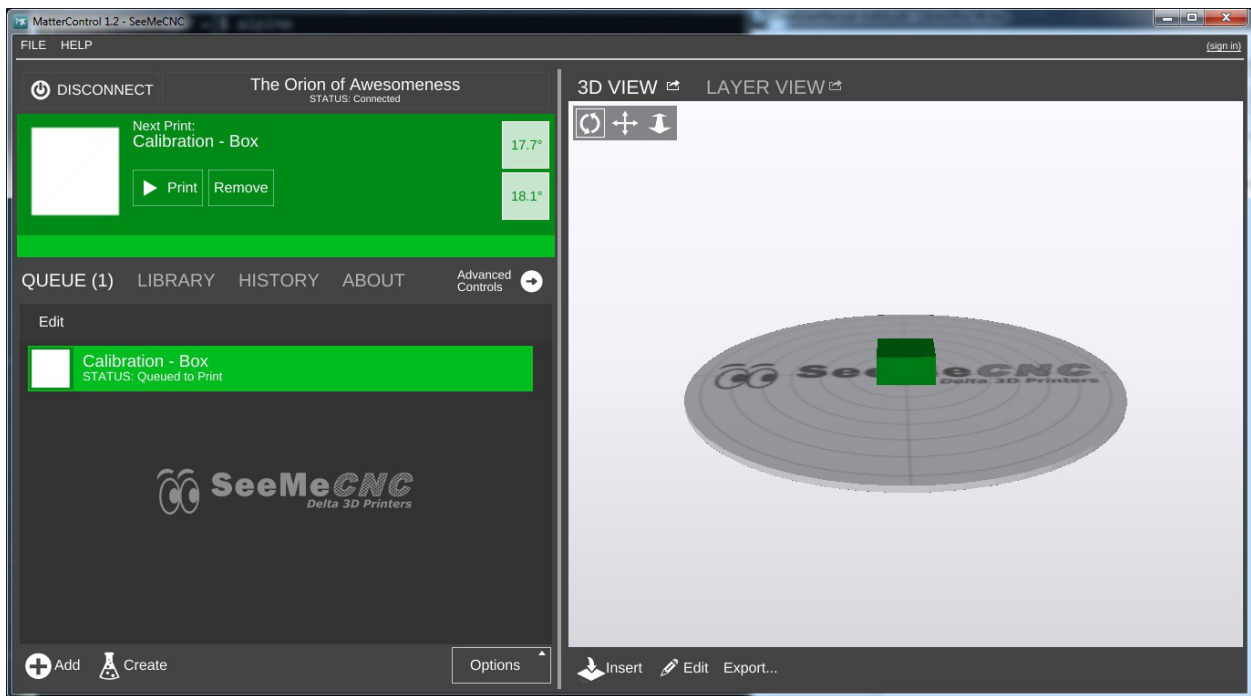 MatterControl 1.2 - SeeMeCNC
FILE HELP
(sign in)
DISCONNECT
The Orion of Awesomeness
STATUS: Connected
Next Print:
Calibration - Box
Print Remove
17.7°
18.1°
QUEUE (1) LIBRARY HISTORY ABOUT
Advanced
Controls
Edit
Calibration - Box
STATUS: Queued to Print
SeeMeCNC
Delta 3D Printers
Add Create Options
3D VIEW LAYER VIEW
SeeMeCNC
Delta 3D Printers
Insert Edit Export...